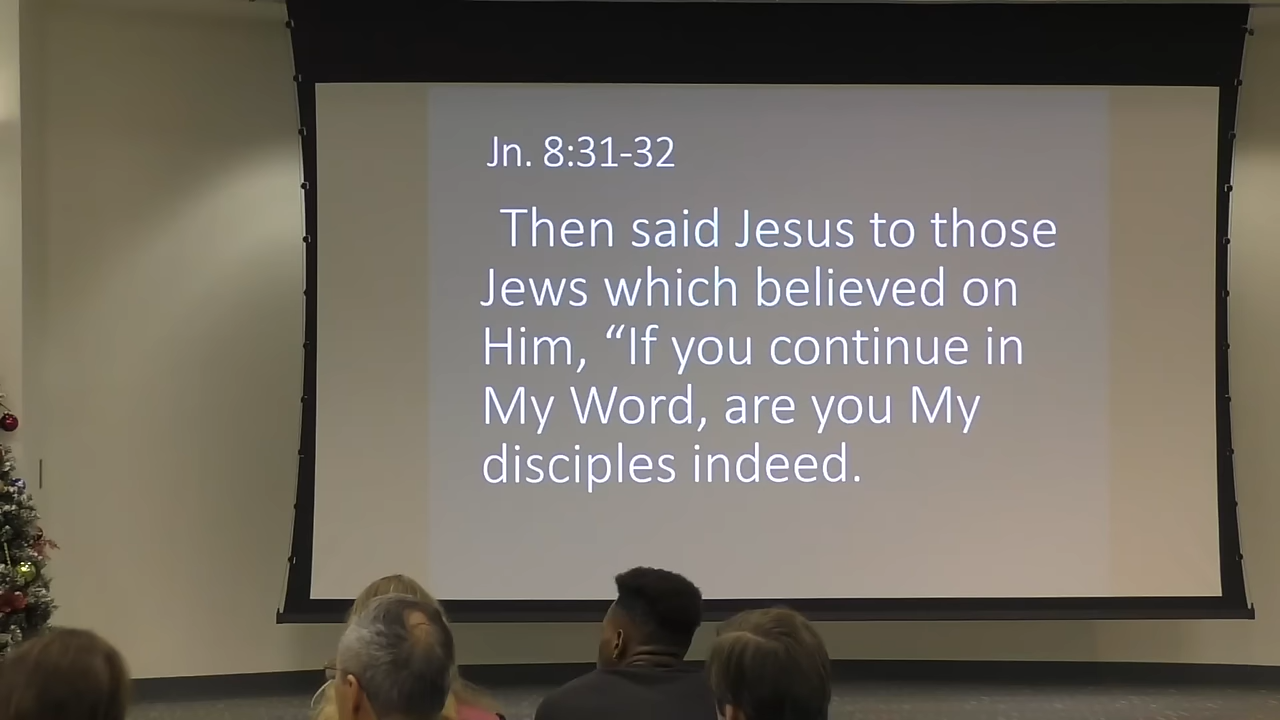 Jn. 8:31-32
Then said Jesus to those
Jews which believed on
Him, “If you continue in
My Word, are you My
disciples indeed.